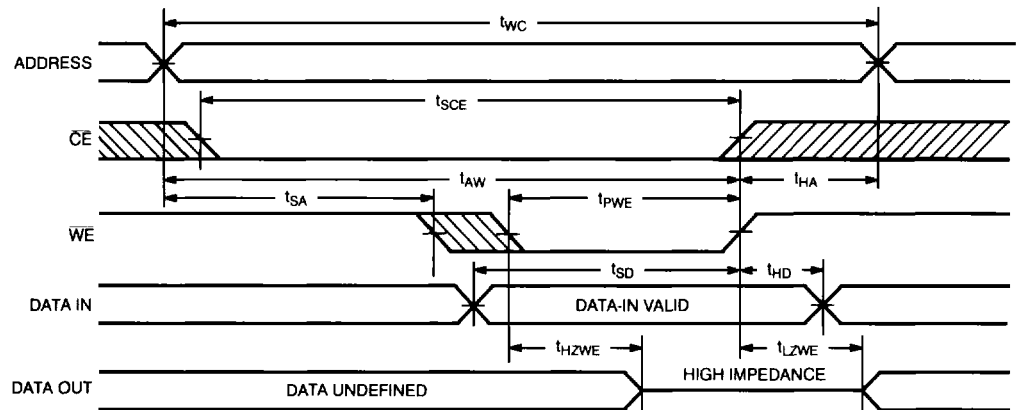 tWC
ADDRESS
tSCE
CE
tAW
tHA
tSA
tPWE
WE
tSD
tHD
DATA IN
DATA-IN VALID
tHZWE
tLZWE
DATA OUT
DATA UNDEFINED
HIGH IMPEDANCE